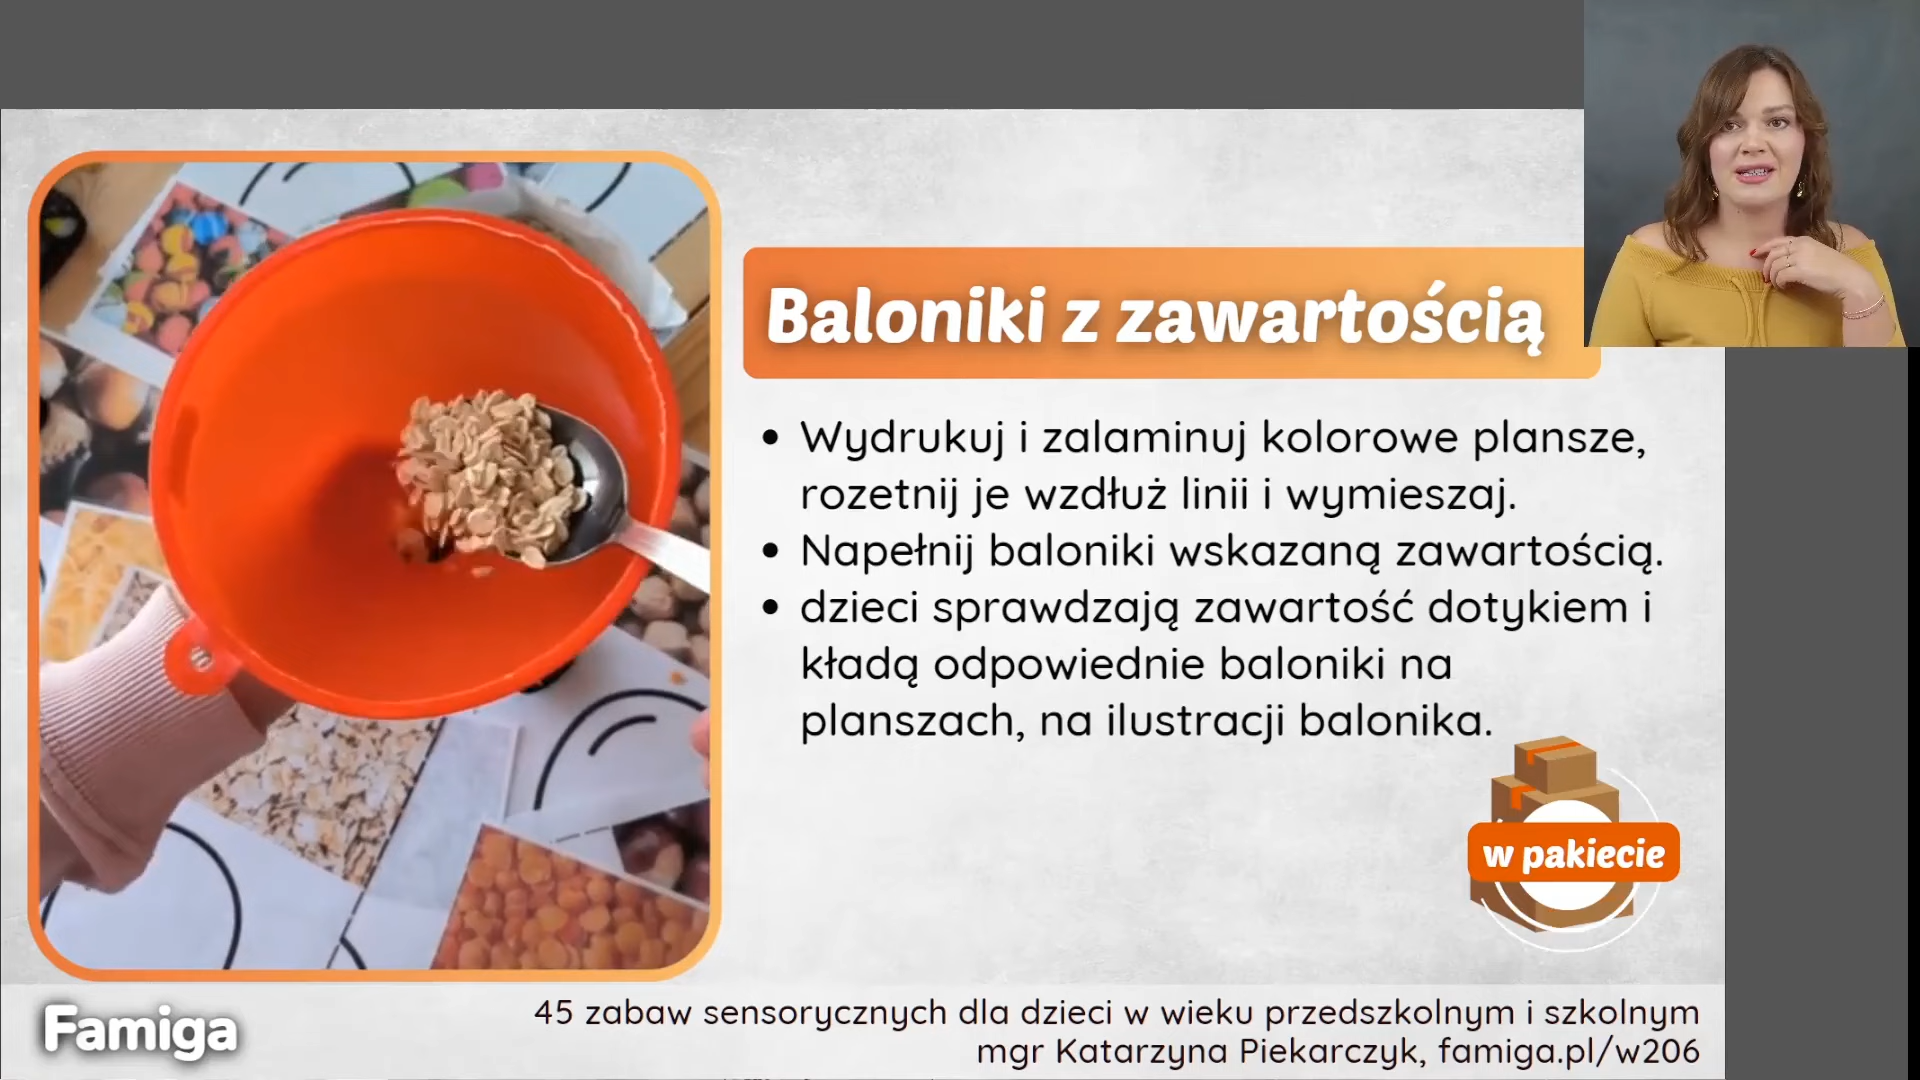 Baloniki z zawartością
• Wydrukuj i zalaminuj kolorowe plansze,
rozetnij je wzdłuż linii i wymieszaj.
• Napełnij baloniki wskazaną zawartością.
• dzieci sprawdzają zawartość dotykiem i
kładą odpowiednie baloniki na
planszach, na ilustracji balonika.
w pakiecie
Famiga
45 zabaw sensorycznych dla dzieci w wieku przedszkolnym i szkolnym
mgr Katarzyna Piekarczyk, famiga.pl/w206